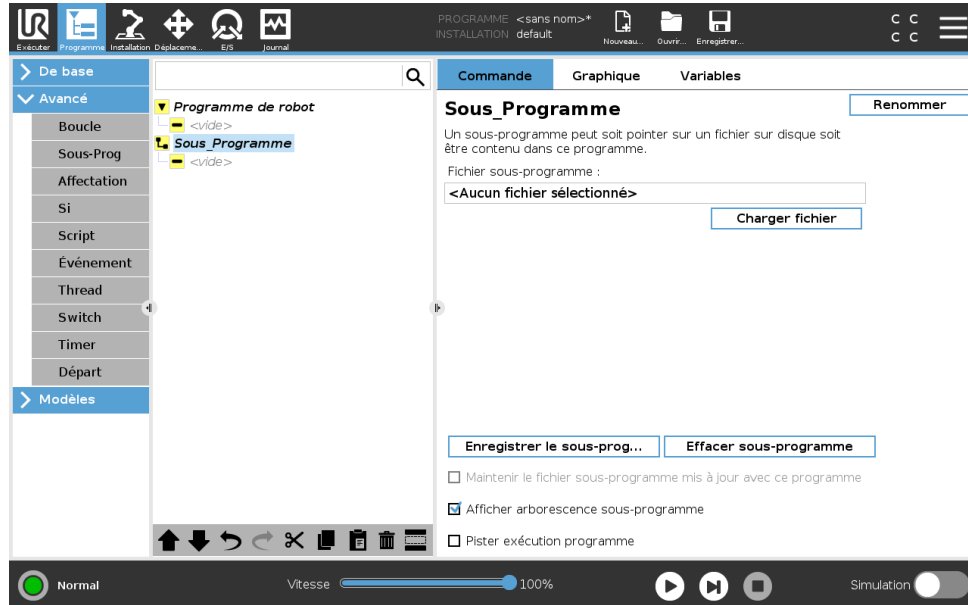 PROGRAMME <sans nom>*
INSTALLATION default
Exécuter Programme Installation Déplaceme... E/S Journal
Nouveau... Ouvrir... Enregistrer...
C C
C C
De base
Avancé
Boucle
Sous-Prog
Affectation
Si
Script
Événement
Thread
Switch
Timer
Départ
Modèles
Programme de robot
<vide>
Sous_Programme
<vide>
Commande Graphique Variables
Sous_Programme
Renommer
Un sous-programme peut soit pointer sur un fichier sur disque soit
être contenu dans ce programme.
Fichier sous-programme :
<Aucun fichier sélectionné>
Charger fichier
Enregistrer le sous-prog... Effacer sous-programme
Maintenir le fichier sous-programme mis à jour avec ce programme
Afficher arborescence sous-programme
Pister exécution programme
Normal
Vitesse 100%
Simulation